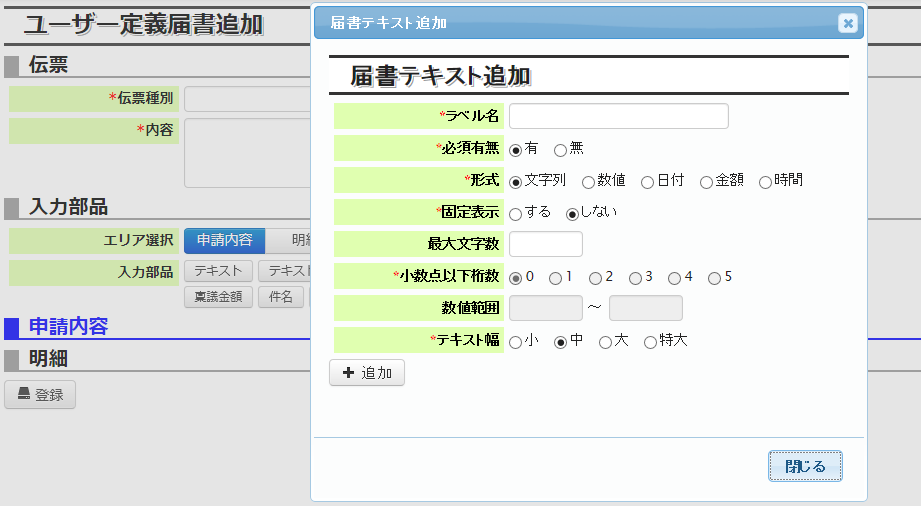 ユーザー定義届書追加
伝票
*伝票種別
*内容
入力部品
エリア選択 申請内容
入力部品 テキスト
稟議金額 件名
申請内容
明細
登録
届書テキスト追加
届書テキスト追加
*ラベル名
*必須有無 有 無
*形式 文字列 数値 日付 金額 時間
*固定表示 する しない
最大文字数
*小数点以下桁数 0 1 2 3 4 5
数値範囲 ～
*テキスト幅 小 中 大 特大
追加
閉じる